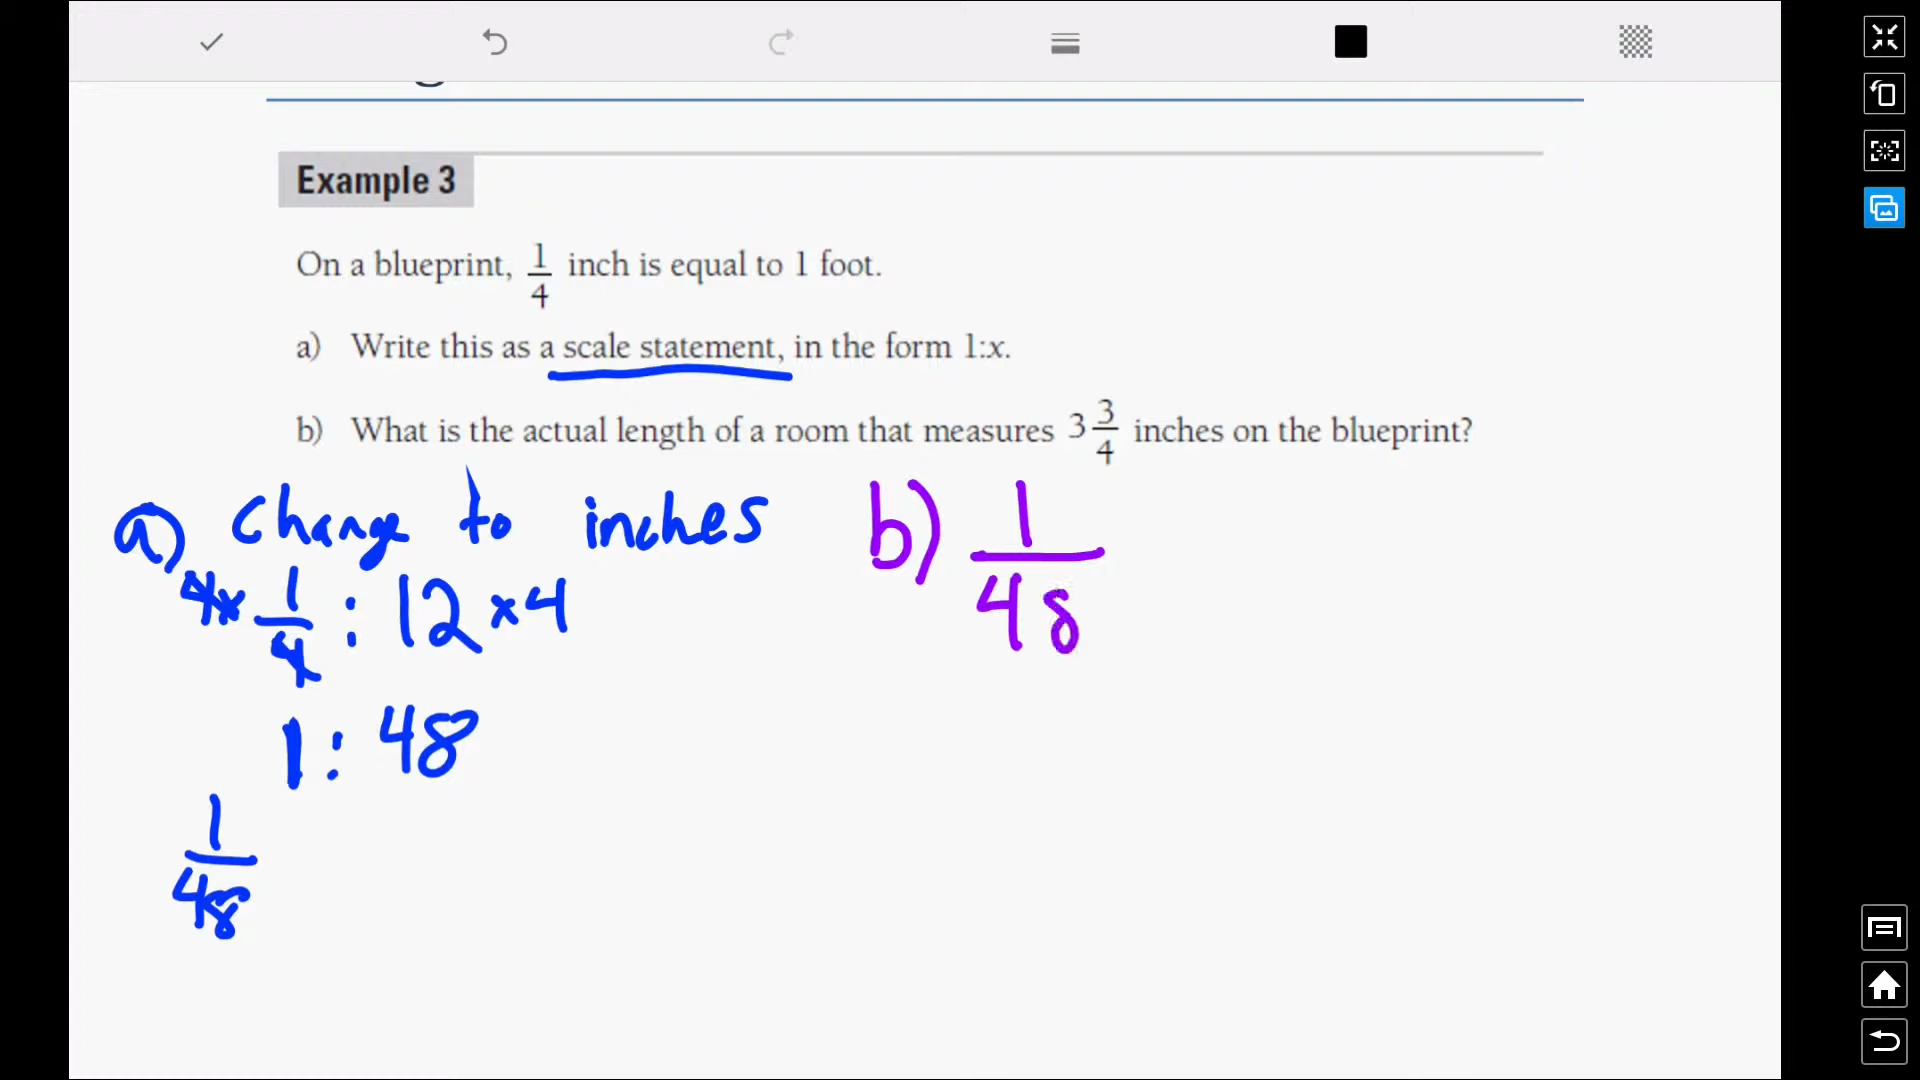 Example 3
On a blueprint, 1/4 inch is equal to 1 foot.
a) Write this as a scale statement, in the form 1:x.
b) What is the actual length of a room that measures 3 3/4 inches on the blueprint?
a) Change to inches
4x 1/4 : 12 x 4
1 : 48
1/48
b) 1/48